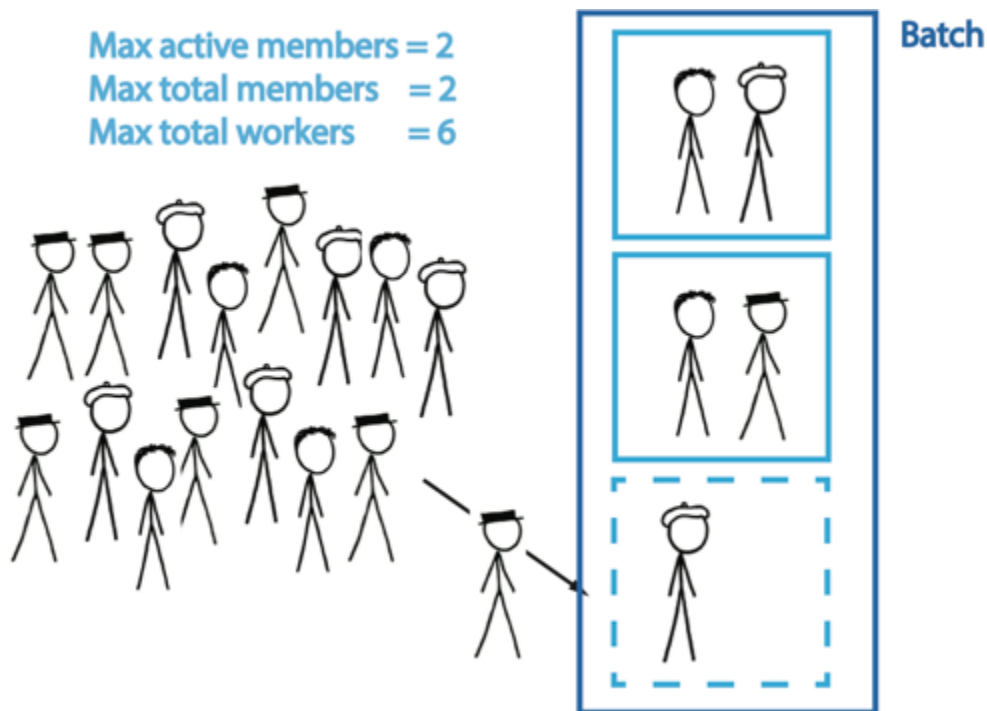 Max active members = 2
Max total members = 2
Max total workers = 6
Batch